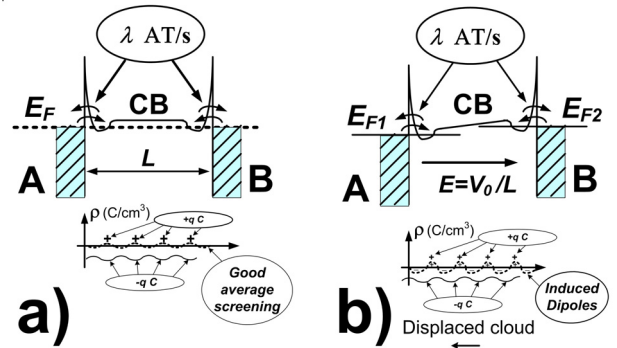 λ AT/s
E_F
CB
L
A
B
ρ (C/cm³)
+q C
± ± ± ±
-q C
Good
average
screening
a)
λ AT/s
E_F1
CB
E_F2
A
B
E=V₀/L
ρ (C/cm³)
+q C
+ + + +
-q C
Induced
Dipoles
b)
Displaced cloud